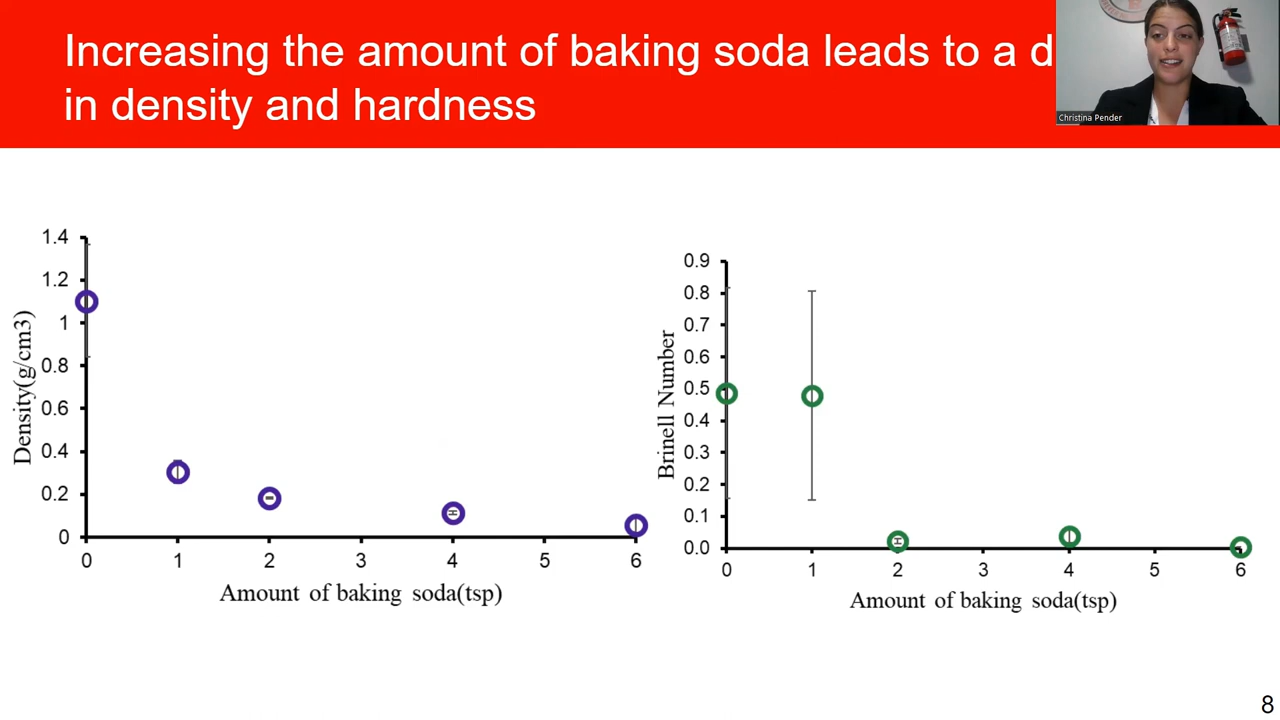 Increasing the amount of baking soda leads to a d
in density and hardness
Christina Pender
1.4
1.2
1
0.8
0.6
0.4
0.2
0
Density(g/cm3)
0 1 2 3 4 5 6
Amount of baking soda(tsp)
0.9
0.8
0.7
0.6
0.5
0.4
0.3
0.2
0.1
0.0
Brinell Number
0 1 2 3 4 5 6
Amount of baking soda(tsp)
8